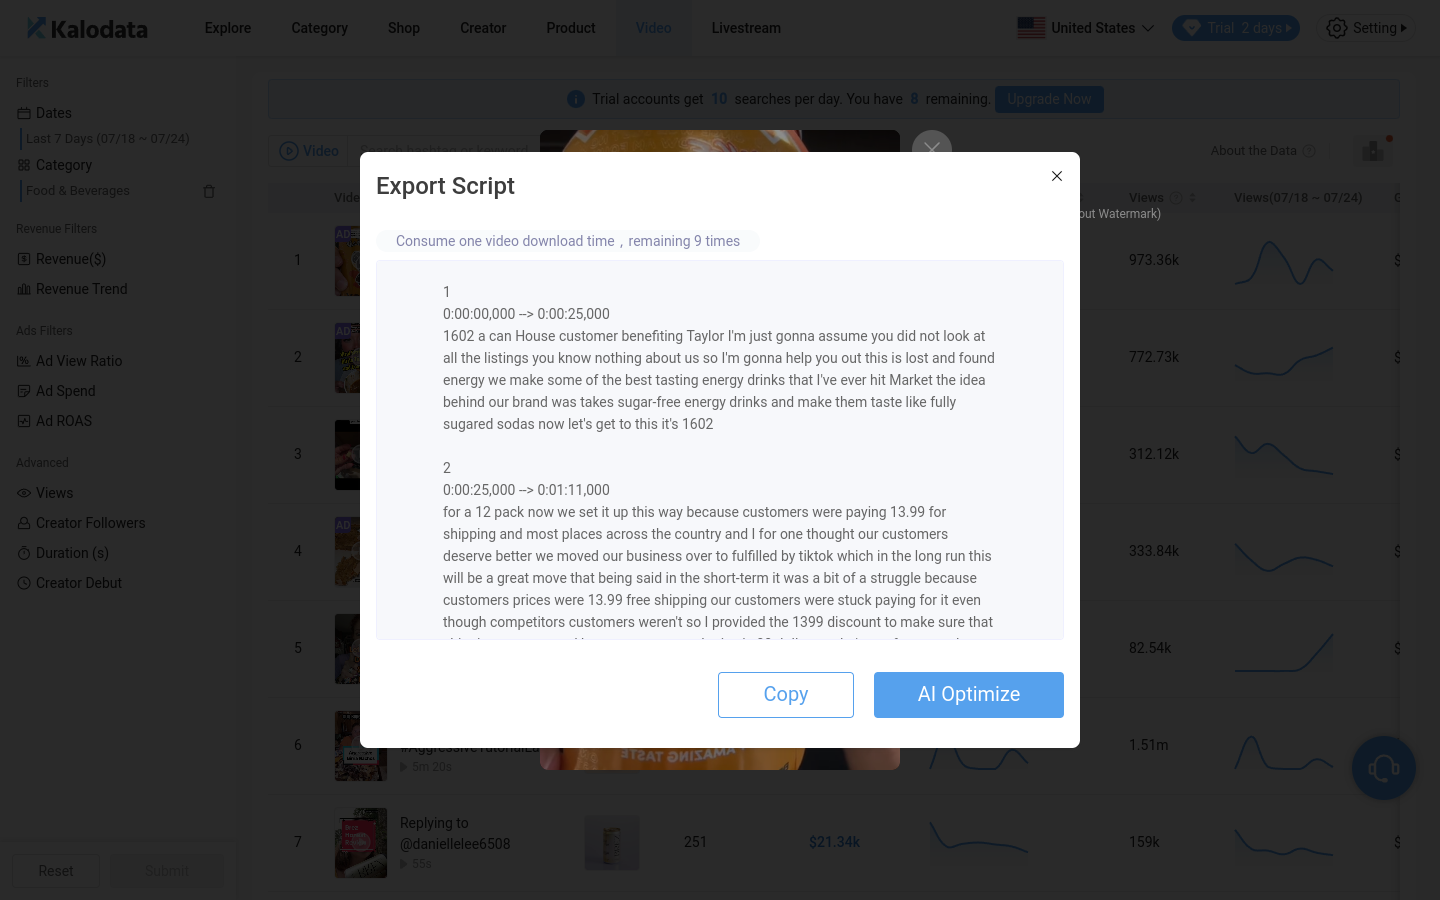 Kalodata
Explore
Category
Shop
Creator
Product
Video
Livestream
United States
Trial 2 days
Setting
Filters
Dates
Last 7 Days (07/18 ~ 07/24)
Category
Food & Beverages
Revenue Filters
Revenue($)
Revenue Trend
Ads Filters
Ad View Ratio
Ad Spend
Ad ROAS
Advanced
Views
Creator Followers
Duration (s)
Creator Debut
Reset
Submit
Trial accounts get 10 searches per day. You have 8 remaining. Upgrade Now
Video
Search hashtag or keyword
About the Data
Views
Views(07/18 ~ 07/24)
out Watermark)
Export Script
Consume one video download time , remaining 9 times
1
0:00:00,000 --> 0:00:25,000
1602 a can House customer benefiting Taylor I'm just gonna assume you did not look at
all the listings you know nothing about us so I'm gonna help you out this is lost and found
energy we make some of the best tasting energy drinks that I've ever hit Market the idea
behind our brand was takes sugar-free energy drinks and make them taste like fully
sugared sodas now let's get to this it's 1602
2
0:00:25,000 --> 0:01:11,000
for a 12 pack now we set it up this way because customers were paying 13.99 for
shipping and most places across the country and I for one thought our customers
deserve better we moved our business over to fulfilled by tiktok which in the long run this
will be a great move that being said in the short-term it was a bit of a struggle because
customers prices were 13.99 free shipping our customers were stuck paying for it even
though competitors customers weren't so I provided the 1399 discount to make sure that
Copy
AI Optimize
1
AD
973.36k
2
AD
772.73k
3
312.12k
4
AD
333.84k
5
82.54k
6
5m 20s
AMAZING TASTE
1.51m
7
Replying to
@daniellelee6508
55s
251
$21.34k
159k